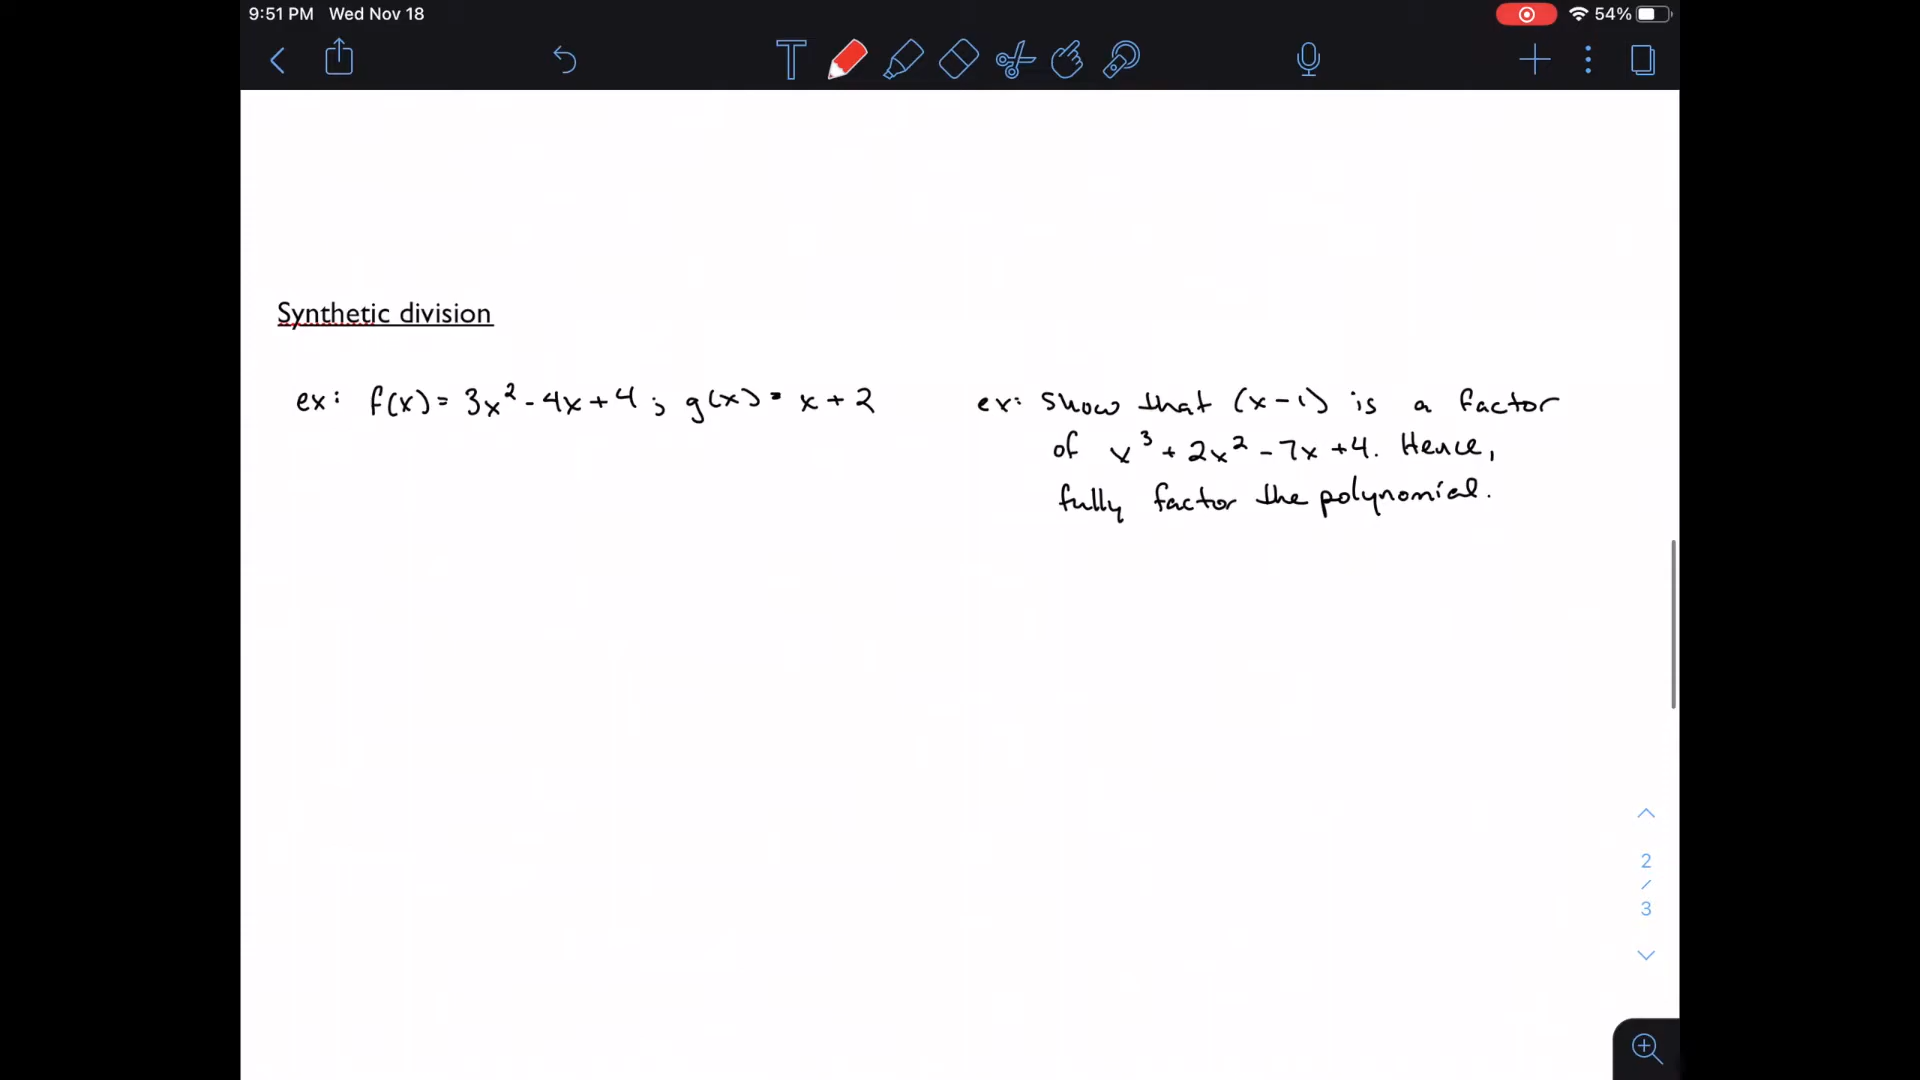 9:51 PM Wed Nov 18
54%
T
Synthetic division
ex: f(x) = 3x² - 4x + 4 ; g(x) = x + 2
ex: show that (x-1) is a factor
of x³ + 2x² - 7x + 4. Hence,
fully factor the polynomial.
2
/
3